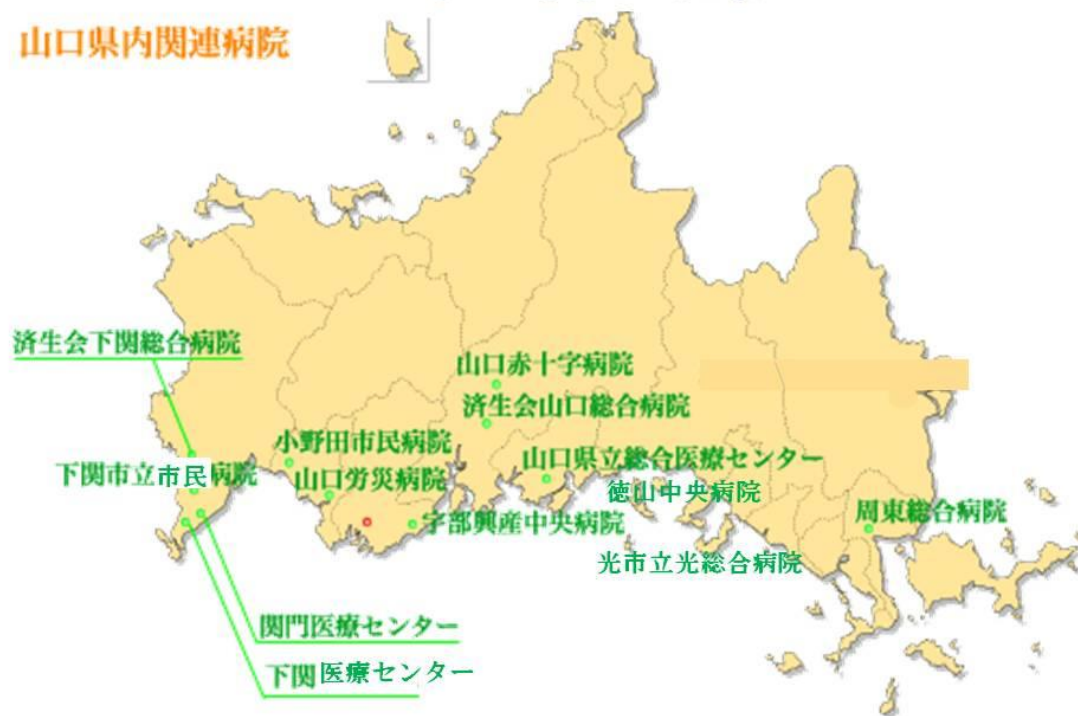 山口県内関連病院
済生会下関総合病院
山口赤十字病院
済生会山口総合病院
小野田市民病院
山口県立総合医療センター
下関市立市民病院
山口労災病院
徳山中央病院
周東総合病院
宇部興産中央病院
光市立光総合病院
関門医療センター
下関医療センター